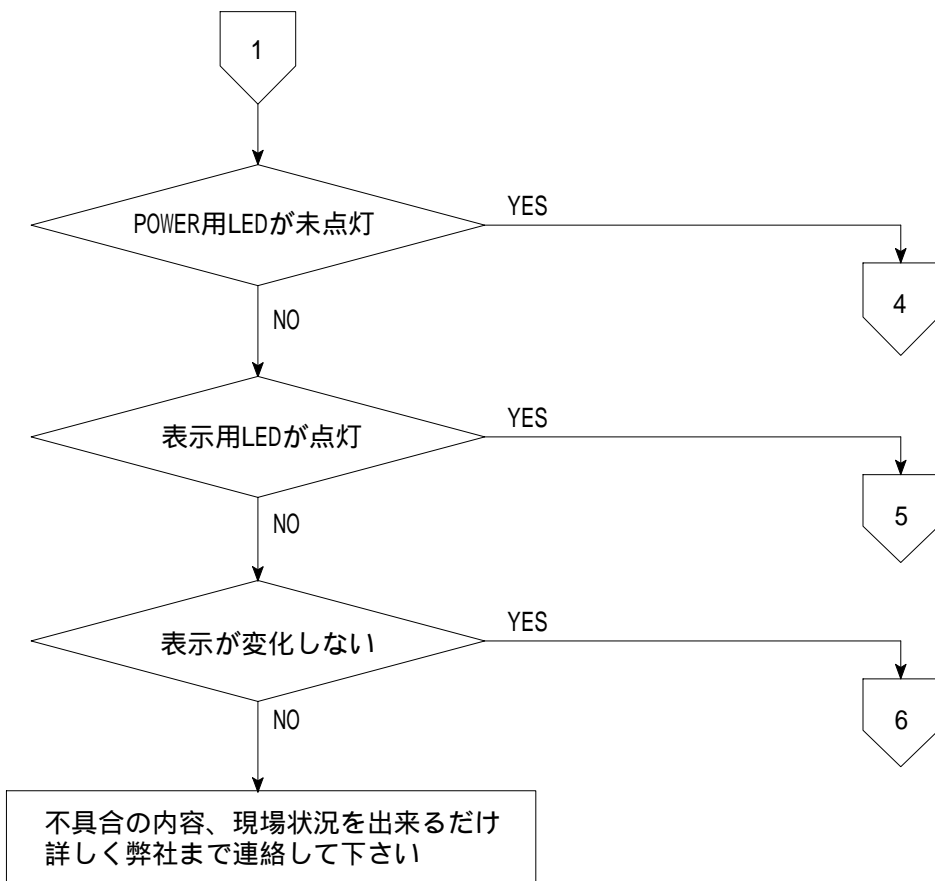 1
POWER用LEDが未点灯
YES
4
NO
表示用LEDが点灯
YES
5
NO
表示が変化しない
YES
6
NO
不具合の内容、現場状況を出来るだけ
詳しく弊社まで連絡して下さい